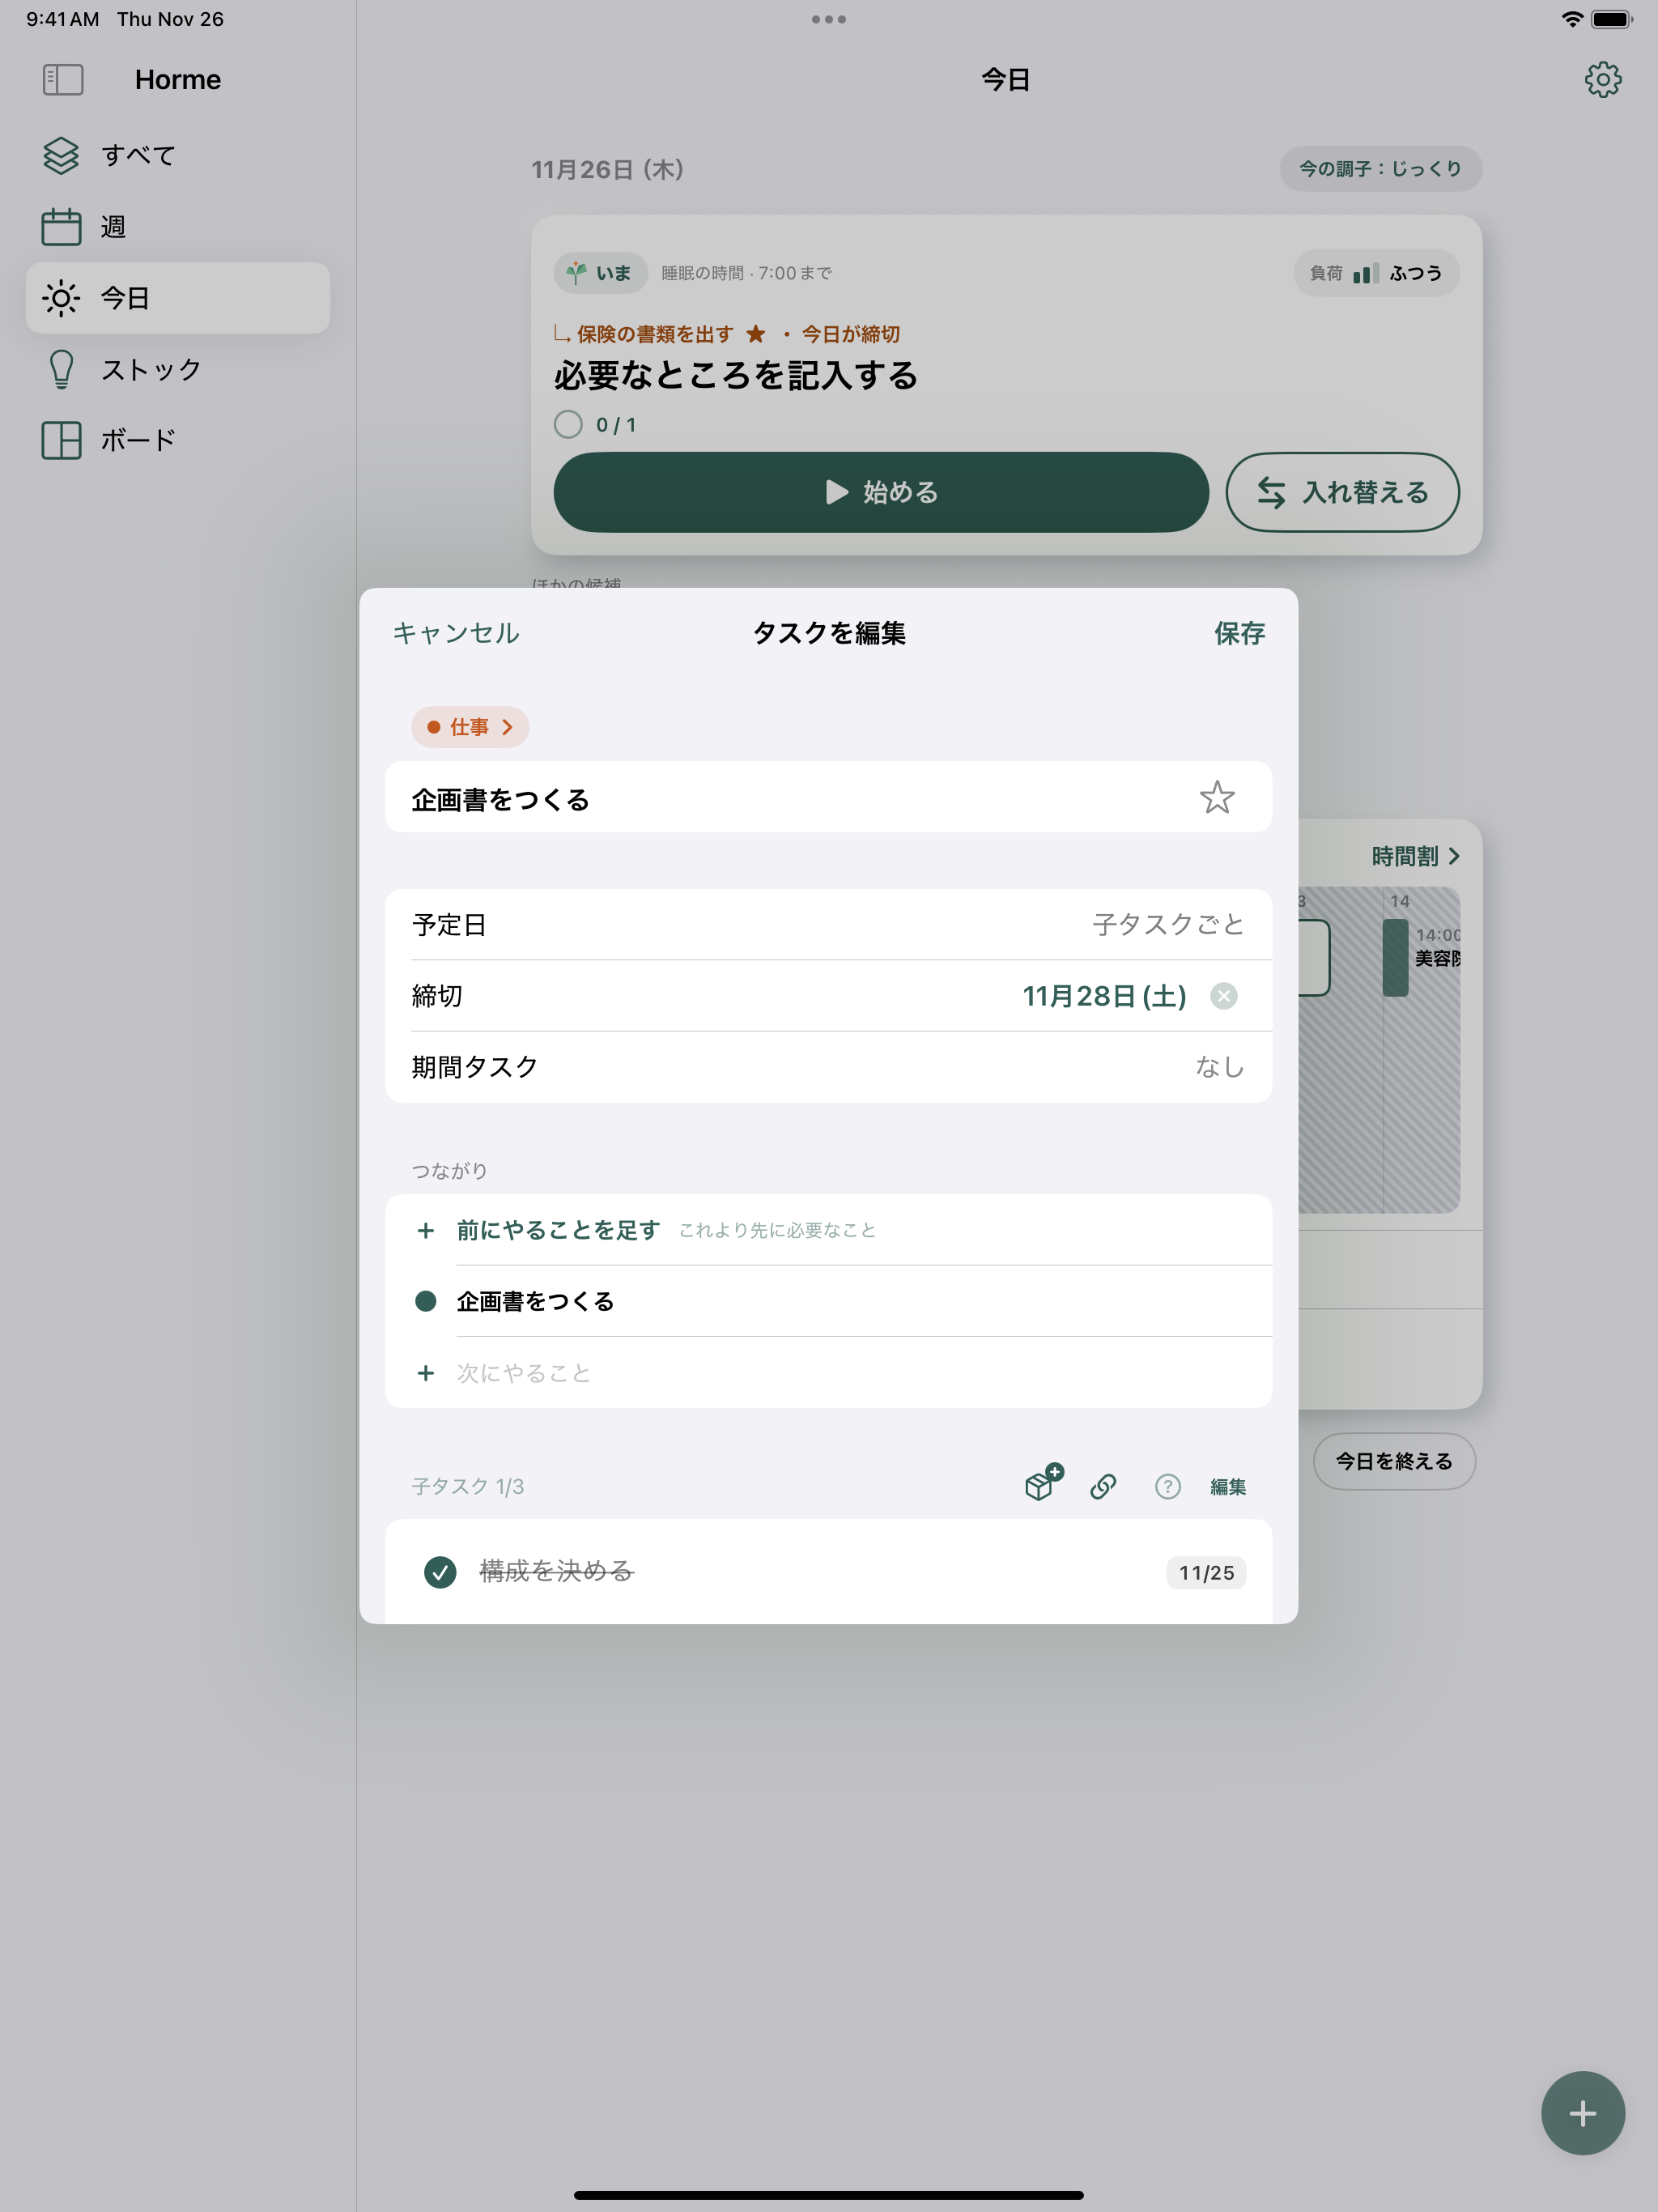 9:41 AM Thu Nov 26
Horme
すべて
週
今日
ストック
ボード
今日
11月26日 (木)
今の調子：じっくり
いま 睡眠の時間 · 7:00まで
負荷 ふつう
保険の書類を出す ★ ・ 今日が締切
必要なところを記入する
0 / 1
始める
入れ替える
ほかの候補
キャンセル
タスクを編集
保存
仕事
企画書をつくる
予定日 子タスクごと
締切 11月28日 (土)
期間タスク なし
つながり
前にやることを足す これより先に必要なこと
企画書をつくる
次にやること
子タスク 1/3
編集
構成を決める 11/25
時間割
3 14
14:00
美容院
今日を終える